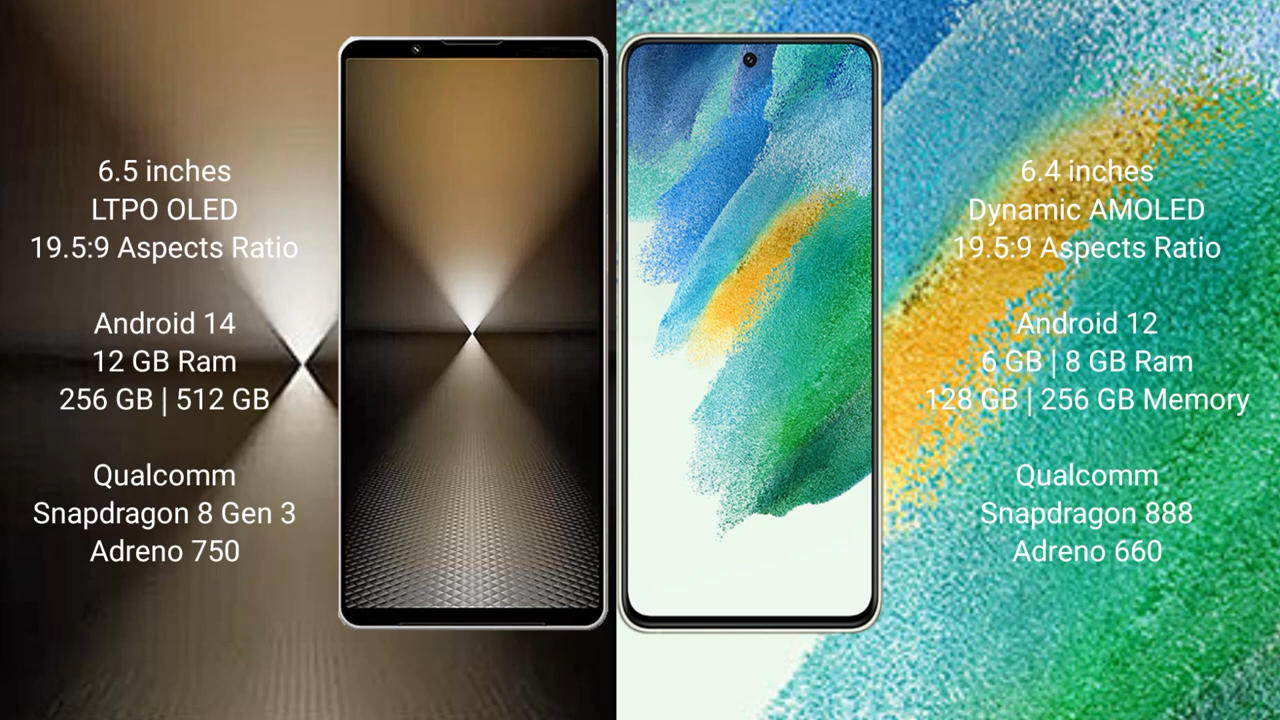 6.5 inches
LTPO OLED
19.5:9 Aspects Ratio
Android 14
12 GB Ram
256 GB | 512 GB
Qualcomm
Snapdragon 8 Gen 3
Adreno 750
6.4 inches
Dynamic AMOLED
19.5:9 Aspects Ratio
Android 12
6 GB | 8 GB Ram
128 GB | 256 GB Memory
Qualcomm
Snapdragon 888
Adreno 660